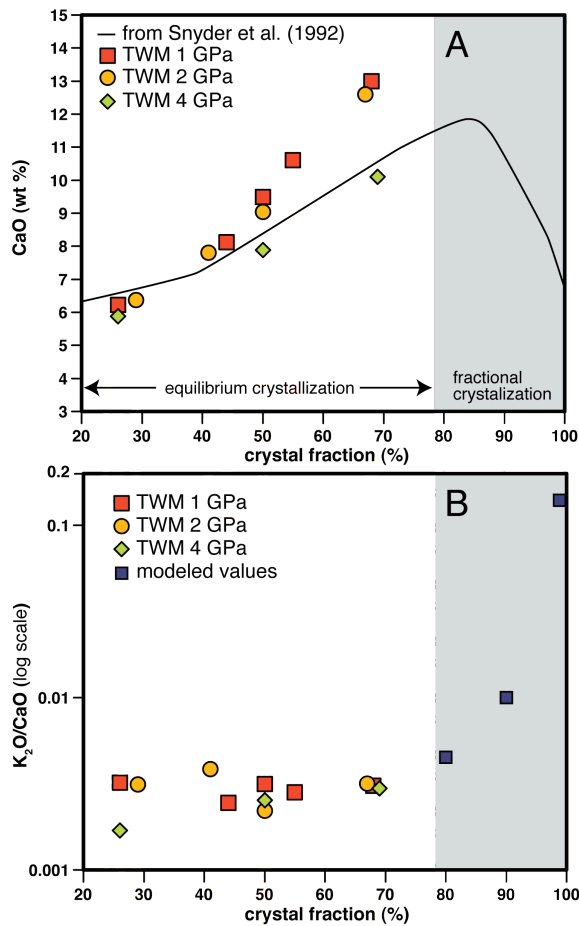 15
14
13
12
11
10
9
8
7
6
5
4
3
CaO (wt %)
from Snyder et al. (1992)
TWM 1 GPa
TWM 2 GPa
TWM 4 GPa
A
equilibrium crystallization
fractional
crystalization
20 30 40 50 60 70 80 90 100
crystal fraction (%)
0.2
0.1
0.01
0.001
K2O/CaO (log scale)
TWM 1 GPa
TWM 2 GPa
TWM 4 GPa
modeled values
B
20 30 40 50 60 70 80 90 100
crystal fraction (%)